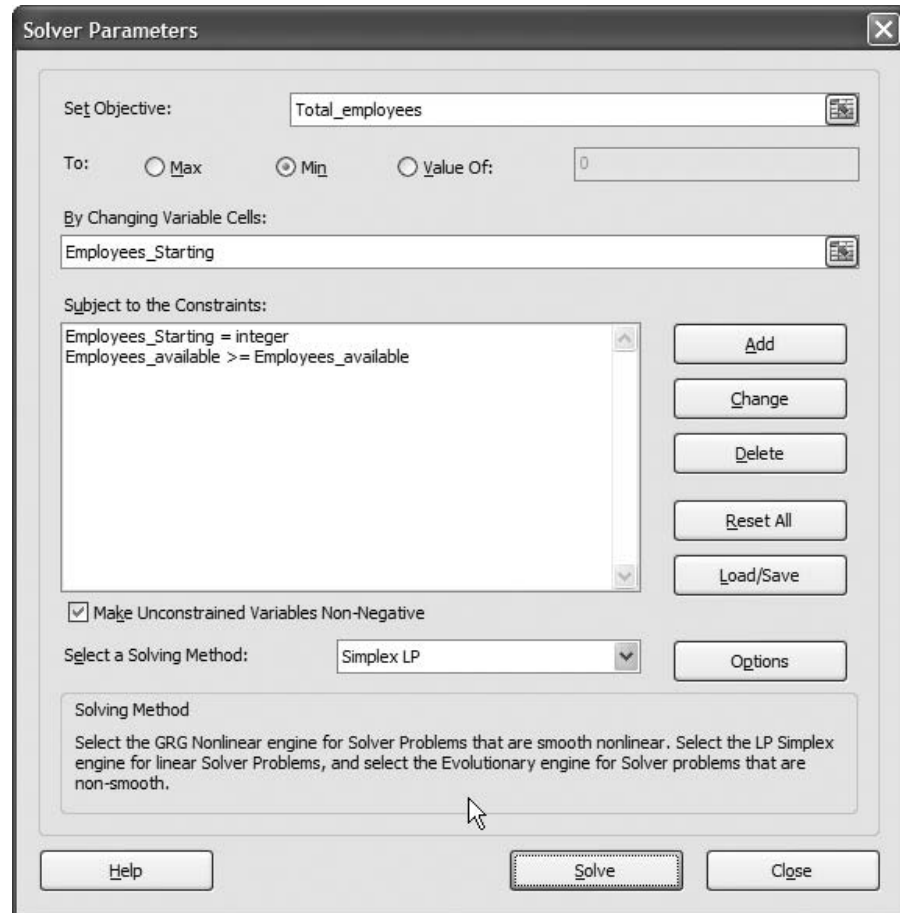 Solver Parameters
Set Objective: Total_employees
To: Max Min Value Of: 0
By Changing Variable Cells:
Employees_Starting
Subject to the Constraints:
Employees_Starting = integer
Employees_available >= Employees_available
Add
Change
Delete
Reset All
Load/Save
Make Unconstrained Variables Non-Negative
Select a Solving Method: Simplex LP Options
Solving Method
Select the GRG Nonlinear engine for Solver Problems that are smooth nonlinear. Select the LP Simplex
engine for linear Solver Problems, and select the Evolutionary engine for Solver problems that are
non-smooth.
Help Solve Close